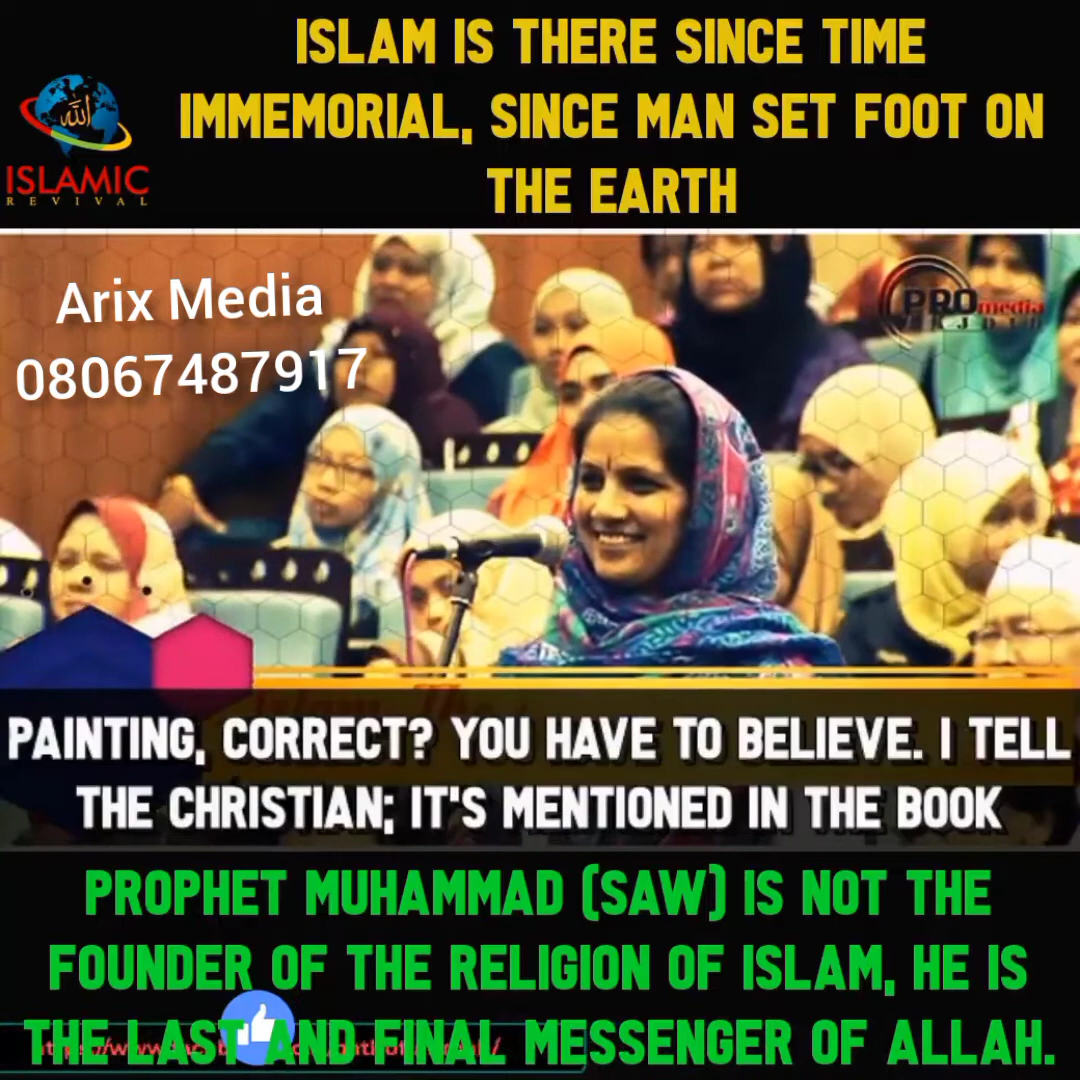 ISLAM IS THERE SINCE TIME
IMMEMORIAL, SINCE MAN SET FOOT ON
THE EARTH
الله
ISLAMIC
REVIVAL
Arix Media
08067487917
PROmedia
PAINTING, CORRECT? YOU HAVE TO BELIEVE. I TELL
THE CHRISTIAN; IT'S MENTIONED IN THE BOOK
PROPHET MUHAMMAD (SAW) IS NOT THE
FOUNDER OF THE RELIGION OF ISLAM, HE IS
THE LAST AND FINAL MESSENGER OF ALLAH.